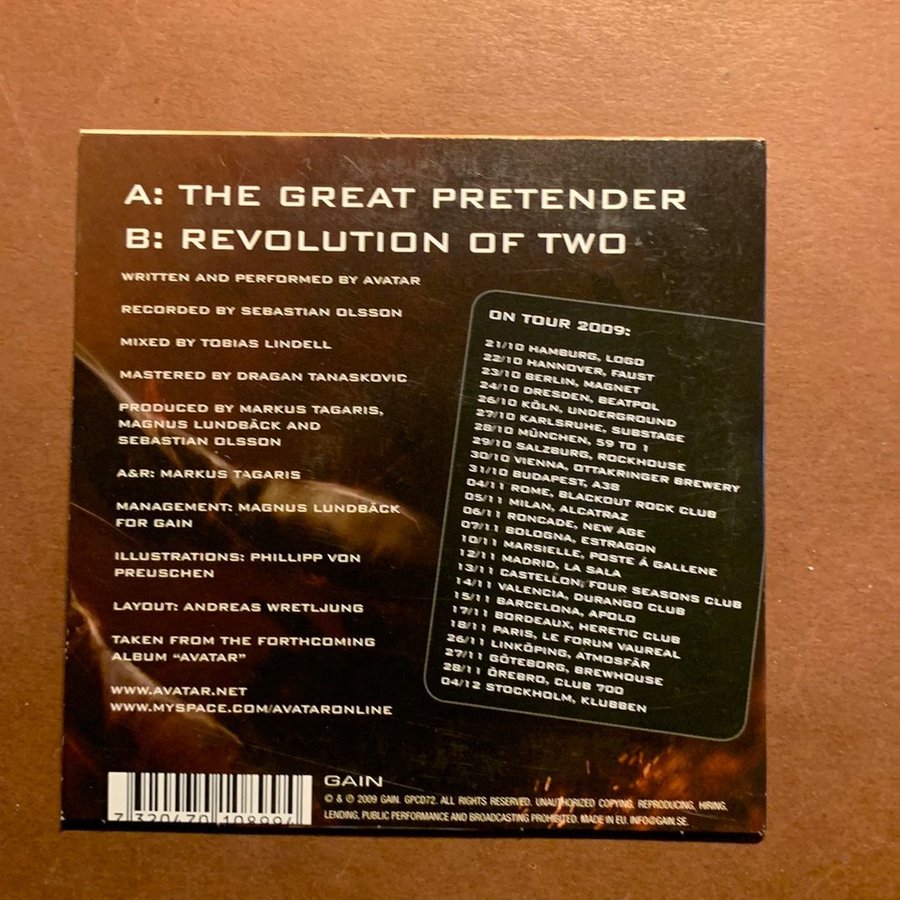 A: THE GREAT PRETENDER
B: REVOLUTION OF TWO
WRITTEN AND PERFORMED BY AVATAR
RECORDED BY SEBASTIAN OLSSON
MIXED BY TOBIAS LINDELL
MASTERED BY DRAGAN TANASKOVIC
PRODUCED BY MARKUS TAGARIS,
MAGNUS LUNDBÄCK AND
SEBASTIAN OLSSON
A&R: MARKUS TAGARIS
MANAGEMENT: MAGNUS LUNDBÄCK
FOR GAIN
ILLUSTRATIONS: PHILLIPP VON
PREUSCHEN
LAYOUT: ANDREAS WRETLJUNG
TAKEN FROM THE FORTHCOMING
ALBUM "AVATAR"
WWW.AVATAR.NET
WWW.MYSPACE.COM/AVATARONLINE
ON TOUR 2009:
21/10 HAMBURG, LOGO
22/10 HANNOVER, FAUST
23/10 BERLIN, MAGNET
24/10 DRESDEN, BEATPOL
26/10 KÖLN, UNDERGROUND
27/10 KARLSRUHE, SUBSTAGE
28/10 MÜNCHEN, 59 TO 1
29/10 SALZBURG, ROCKHOUSE
30/10 VIENNA, OTTAKRINGER BREWERY
31/10 BUDAPEST, A38
04/11 ROME, BLACKOUT ROCK CLUB
05/11 MILAN, ALCATRAZ
06/11 RONCADE, NEW AGE
07/11 BOLOGNA, ESTRAGON
10/11 MARSIELLE, POSTE Á GALLENE
12/11 MADRID, LA SALA
13/11 CASTELLON, FOUR SEASONS CLUB
14/11 VALENCIA, DURANGO CLUB
15/11 BARCELONA, APOLO
17/11 BORDEAUX, HERETIC CLUB
18/11 PARIS, LE FORUM VAUREAL
26/11 LINKÖPING, ATMOSFÄR
27/11 GÖTEBORG, BREWHOUSE
28/11 ÖREBRO, CLUB 700
04/12 STOCKHOLM, KLUBBEN
7 320470 108994
GAIN
© & ℗ 2009 GAIN. GPCD72. ALL RIGHTS RESERVED. UNAUTHORIZED COPYING, REPRODUCING, HIRING,
LENDING, PUBLIC PERFORMANCE AND BROADCASTING PROHIBITED. MADE IN EU. INFO@GAIN.SE.